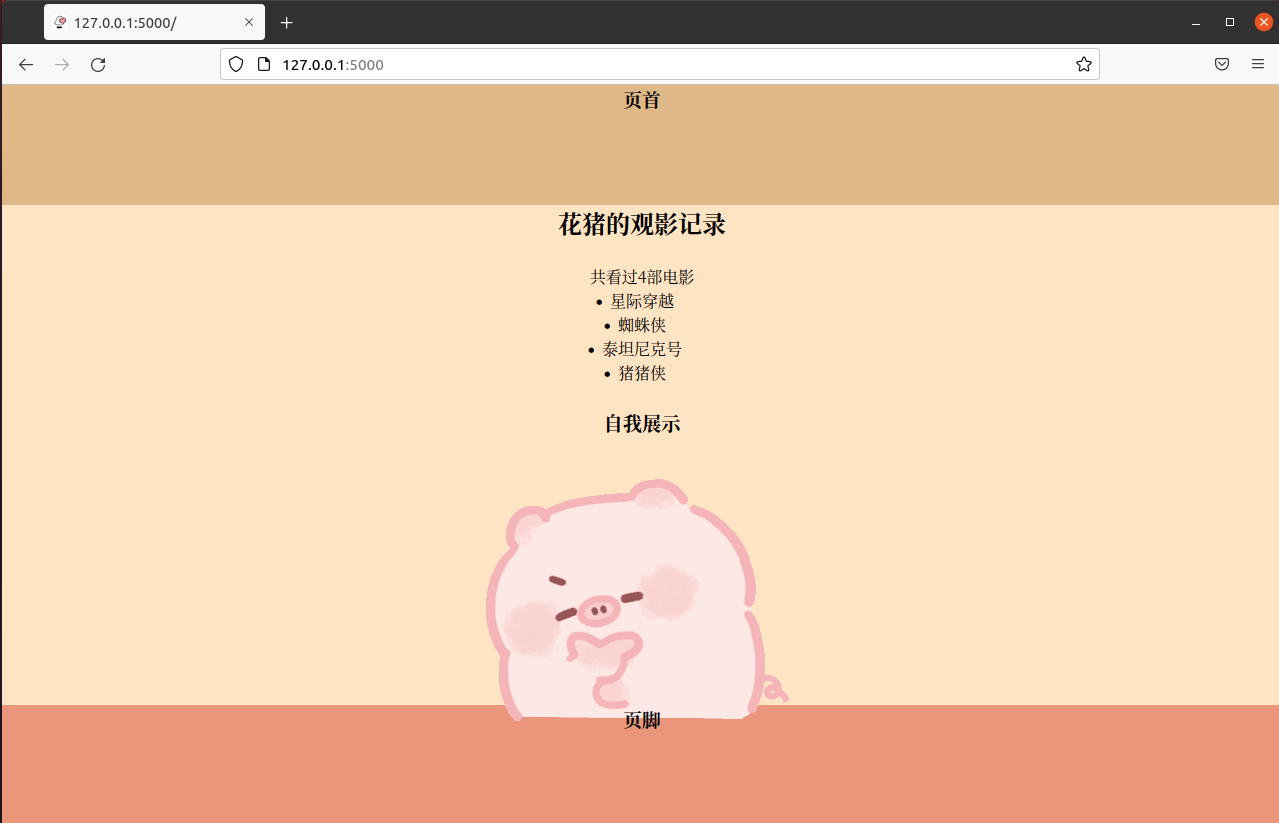 127.0.0.1:5000/
127.0.0.1:5000
页首
花猪的观影记录
共看过4部电影
星际穿越
蜘蛛侠
泰坦尼克号
猪猪侠
自我展示
页脚